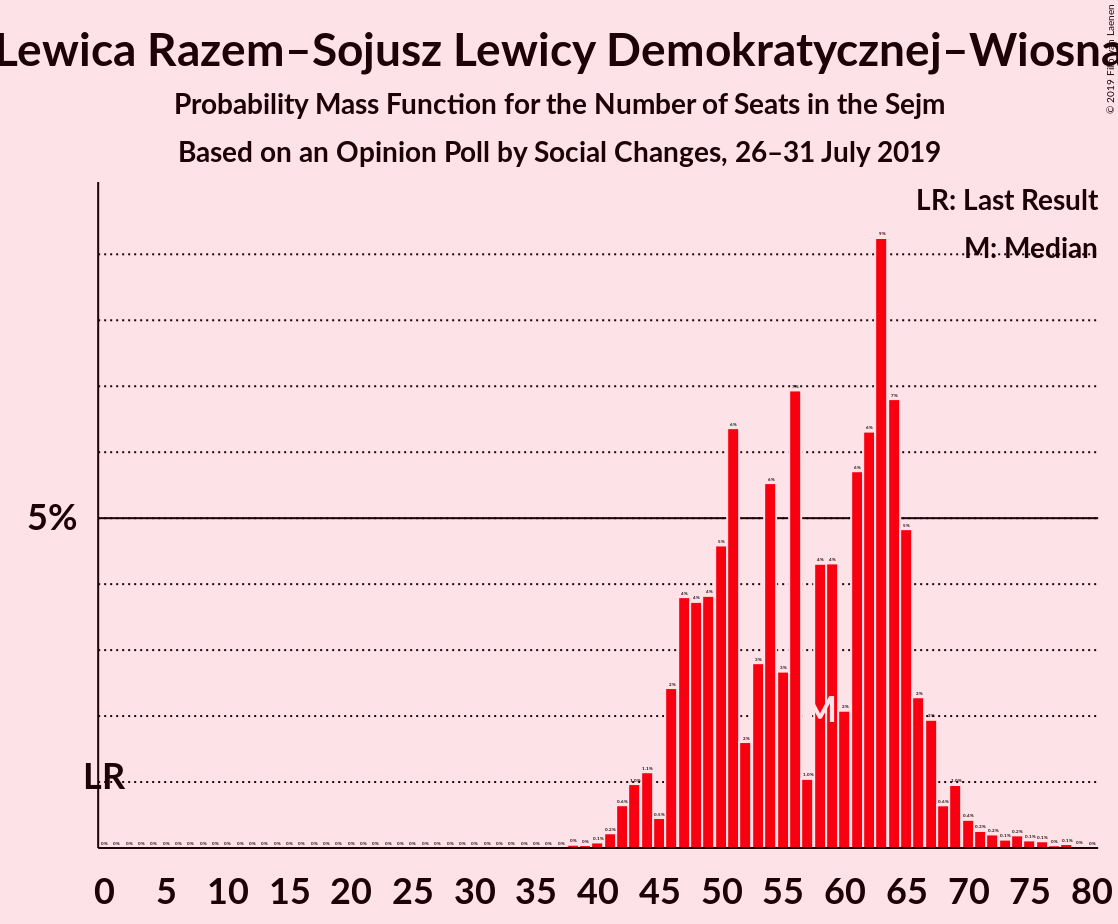 Lewica Razem–Sojusz Lewicy Demokratycznej–Wiosna
Probability Mass Function for the Number of Seats in the Sejm
Based on an Opinion Poll by Social Changes, 26–31 July 2019
© 2019 Filip van Laenen
LR: Last Result
M: Median
5%
LR
M
0 5 10 15 20 25 30 35 40 45 50 55 60 65 70 75 80